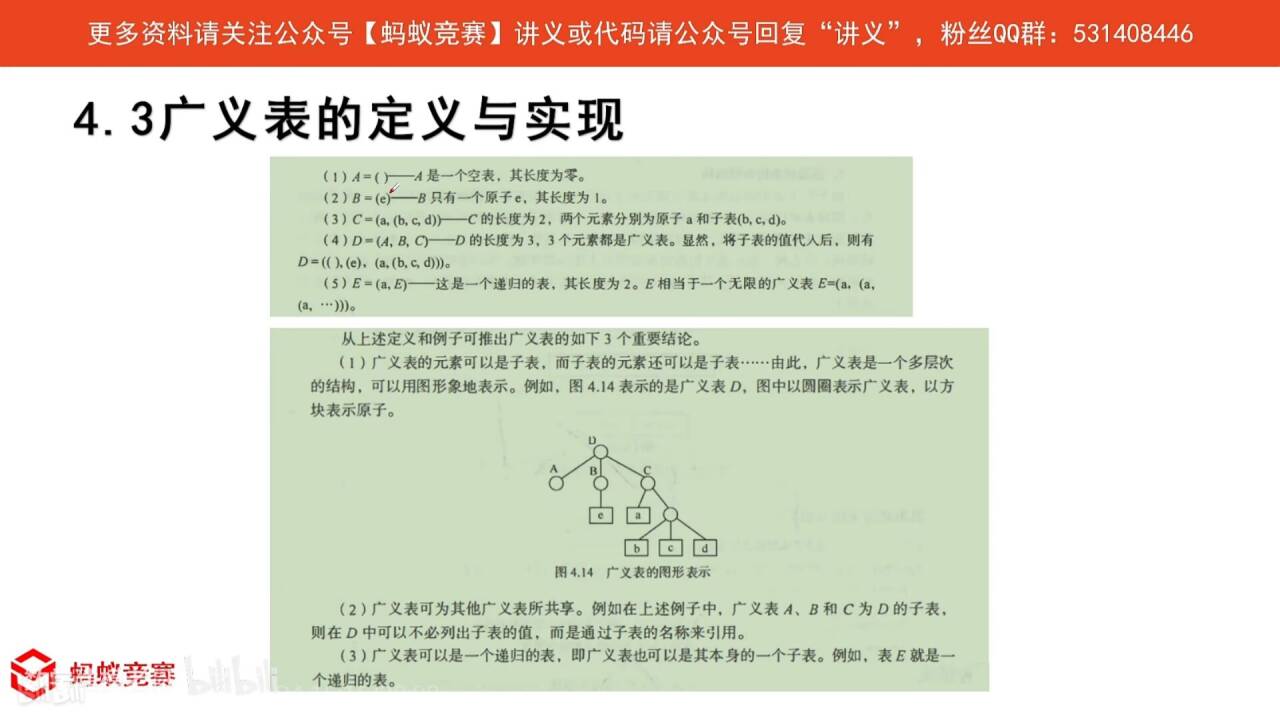 更多资料请关注公众号【蚂蚁竞赛】讲义或代码请公众号回复“讲义”，粉丝QQ群：531408446
4.3广义表的定义与实现
（1）A = ( )——A 是一个空表，其长度为零。
（2）B = (e)——B 只有一个原子 e，其长度为 1。
（3）C = (a, (b, c, d))——C 的长度为 2，两个元素分别为原子 a 和子表(b, c, d)。
（4）D = (A, B, C)——D 的长度为 3，3 个元素都是广义表。显然，将子表的值代入后，则有
D = (( ), (e)，(a, (b, c, d)))。
（5）E = (a, E)——这是一个递归的表，其长度为 2。E 相当于一个无限的广义表 E=(a，(a,
(a，…)))。
从上述定义和例子可推出广义表的如下 3 个重要结论。
（1）广义表的元素可以是子表，而子表的元素还可以是子表……由此，广义表是一个多层次
的结构，可以用图形象地表示。例如，图 4.14 表示的是广义表 D，图中以圆圈表示广义表，以方
块表示原子。
D
A B C
e a
b c d
图 4.14 广义表的图形表示
（2）广义表可为其他广义表所共享。例如在上述例子中，广义表 A、B 和 C 为 D 的子表，
则在 D 中可以不必列出子表的值，而是通过子表的名称来引用。
（3）广义表可以是一个递归的表，即广义表也可以是其本身的一个子表。例如，表 E 就是一
个递归的表。
蚂蚁竞赛
bilibili